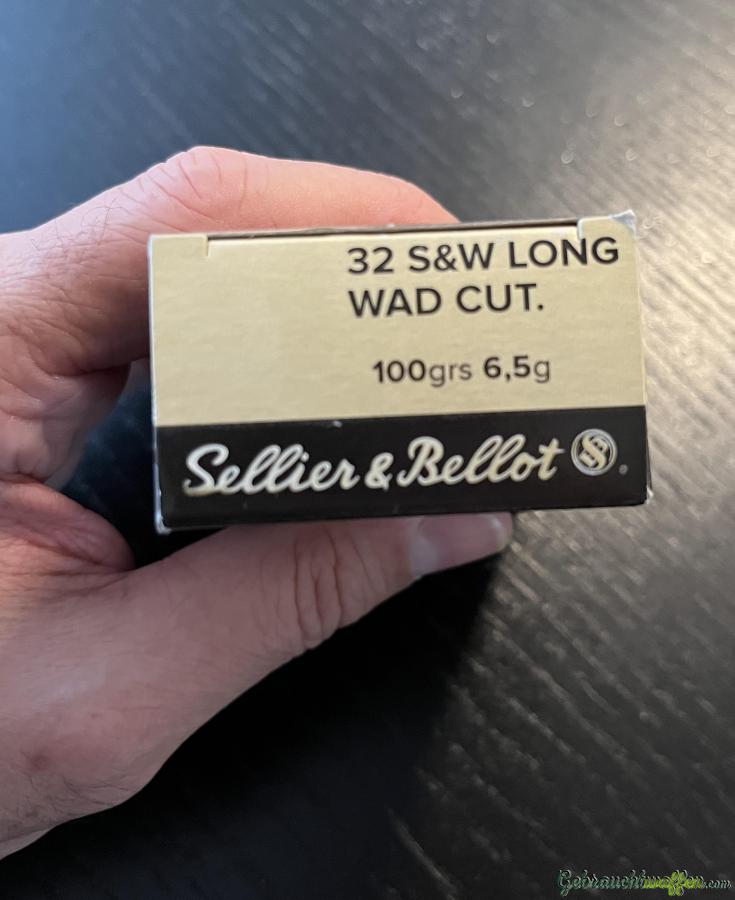 32 S&W LONG
WAD CUT.
100grs 6,5g
Sellier & Bellot
Gebrauchtwaffen.com